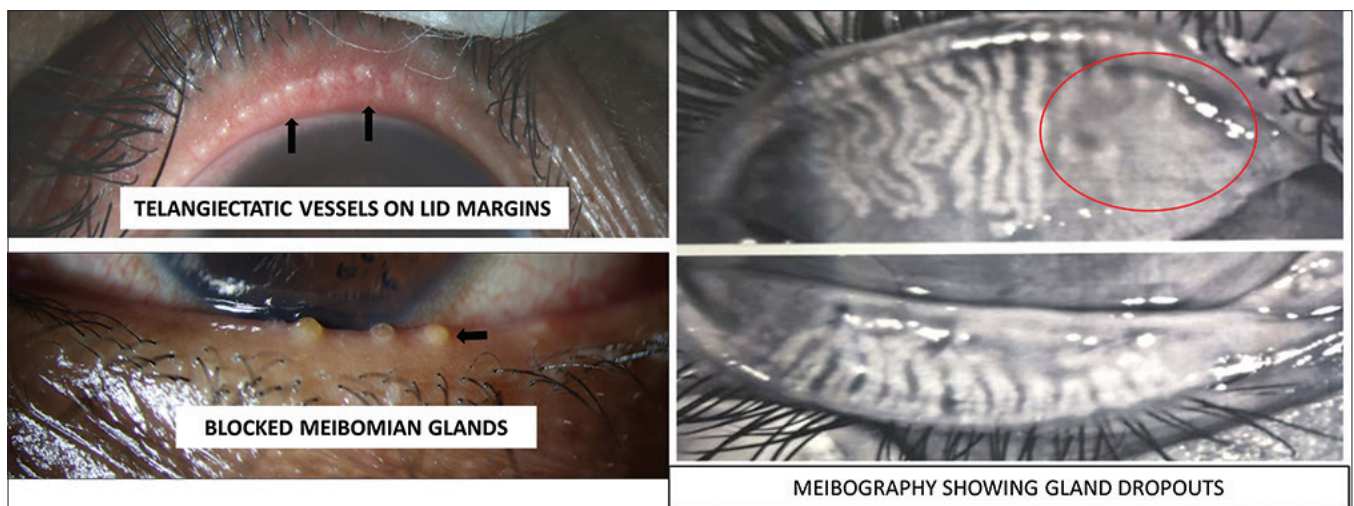 TELANGIECTATIC VESSELS ON LID MARGINS
BLOCKED MEIBOMIAN GLANDS
MEIBOGRAPHY SHOWING GLAND DROPOUTS